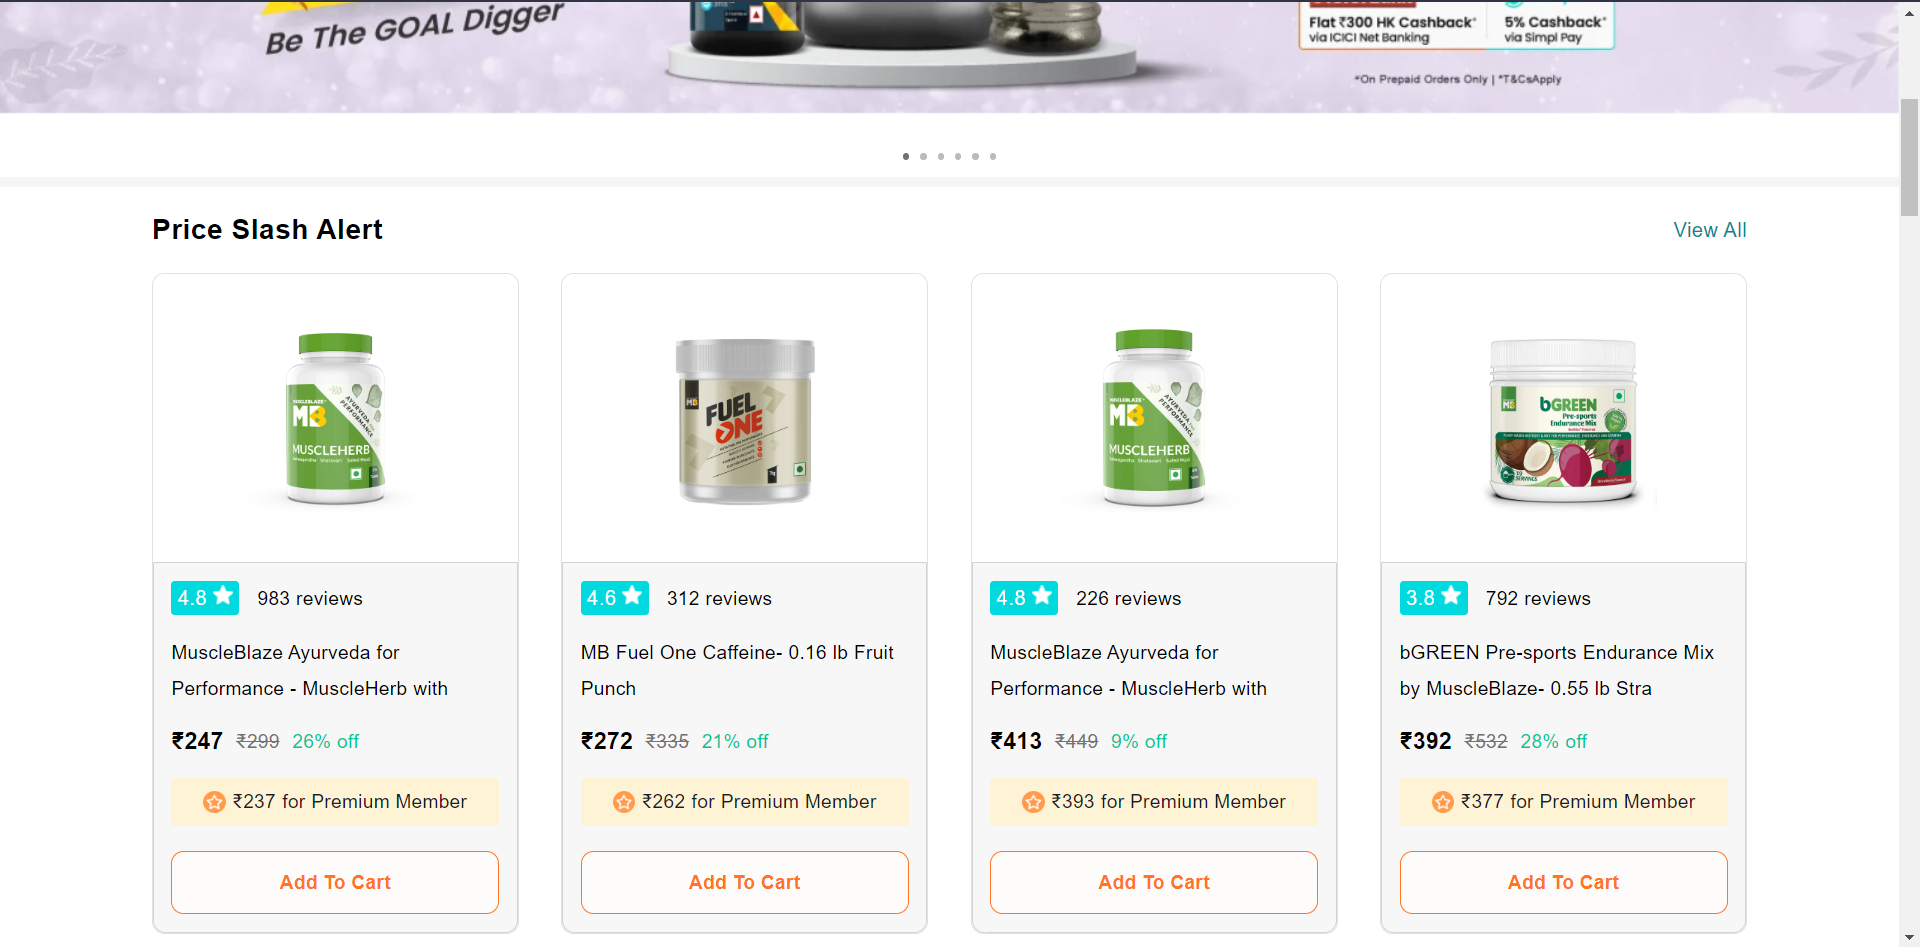 Be The GOAL Digger
Flat ₹300 HK Cashback*
via ICICI Net Banking
5% Cashback*
via Simpl Pay
*On Prepaid Orders Only | *T&CsApply
Price Slash Alert
View All
MUSCLEBLAZE
MB
AYURVEDA FOR
PERFORMANCE
MUSCLEHERB
MB
FUEL
ONE
MUSCLEBLAZE
MB
AYURVEDA FOR
PERFORMANCE
MUSCLEHERB
MB
bGREEN
Pre-sports
Endurance Mix
4.8
983 reviews
MuscleBlaze Ayurveda for
Performance - MuscleHerb with
₹247 ₹299 26% off
₹237 for Premium Member
Add To Cart
4.6
312 reviews
MB Fuel One Caffeine- 0.16 lb Fruit
Punch
₹272 ₹335 21% off
₹262 for Premium Member
Add To Cart
4.8
226 reviews
MuscleBlaze Ayurveda for
Performance - MuscleHerb with
₹413 ₹449 9% off
₹393 for Premium Member
Add To Cart
3.8
792 reviews
bGREEN Pre-sports Endurance Mix
by MuscleBlaze- 0.55 lb Stra
₹392 ₹532 28% off
₹377 for Premium Member
Add To Cart